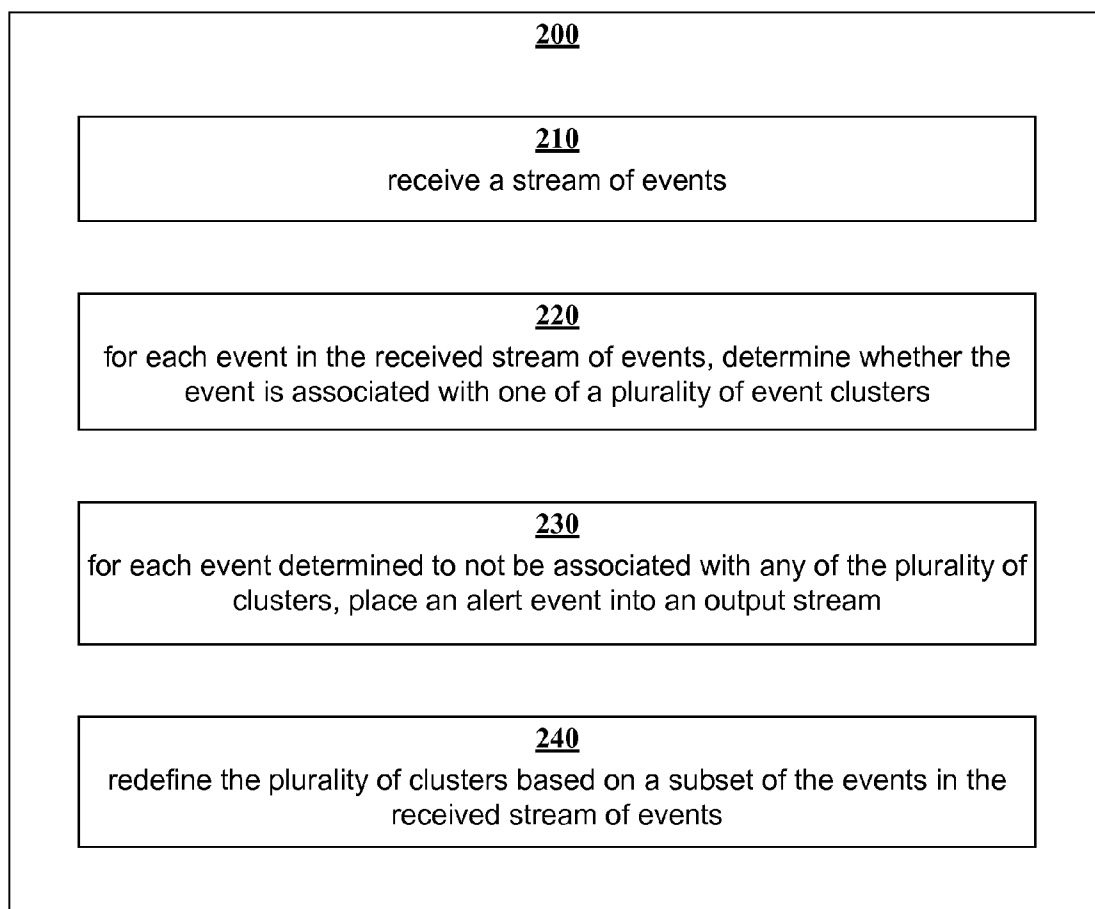 200
210
receive a stream of events
220
for each event in the received stream of events, determine whether the
event is associated with one of a plurality of event clusters
230
for each event determined to not be associated with any of the plurality of
clusters, place an alert event into an output stream
240
redefine the plurality of clusters based on a subset of the events in the
received stream of events